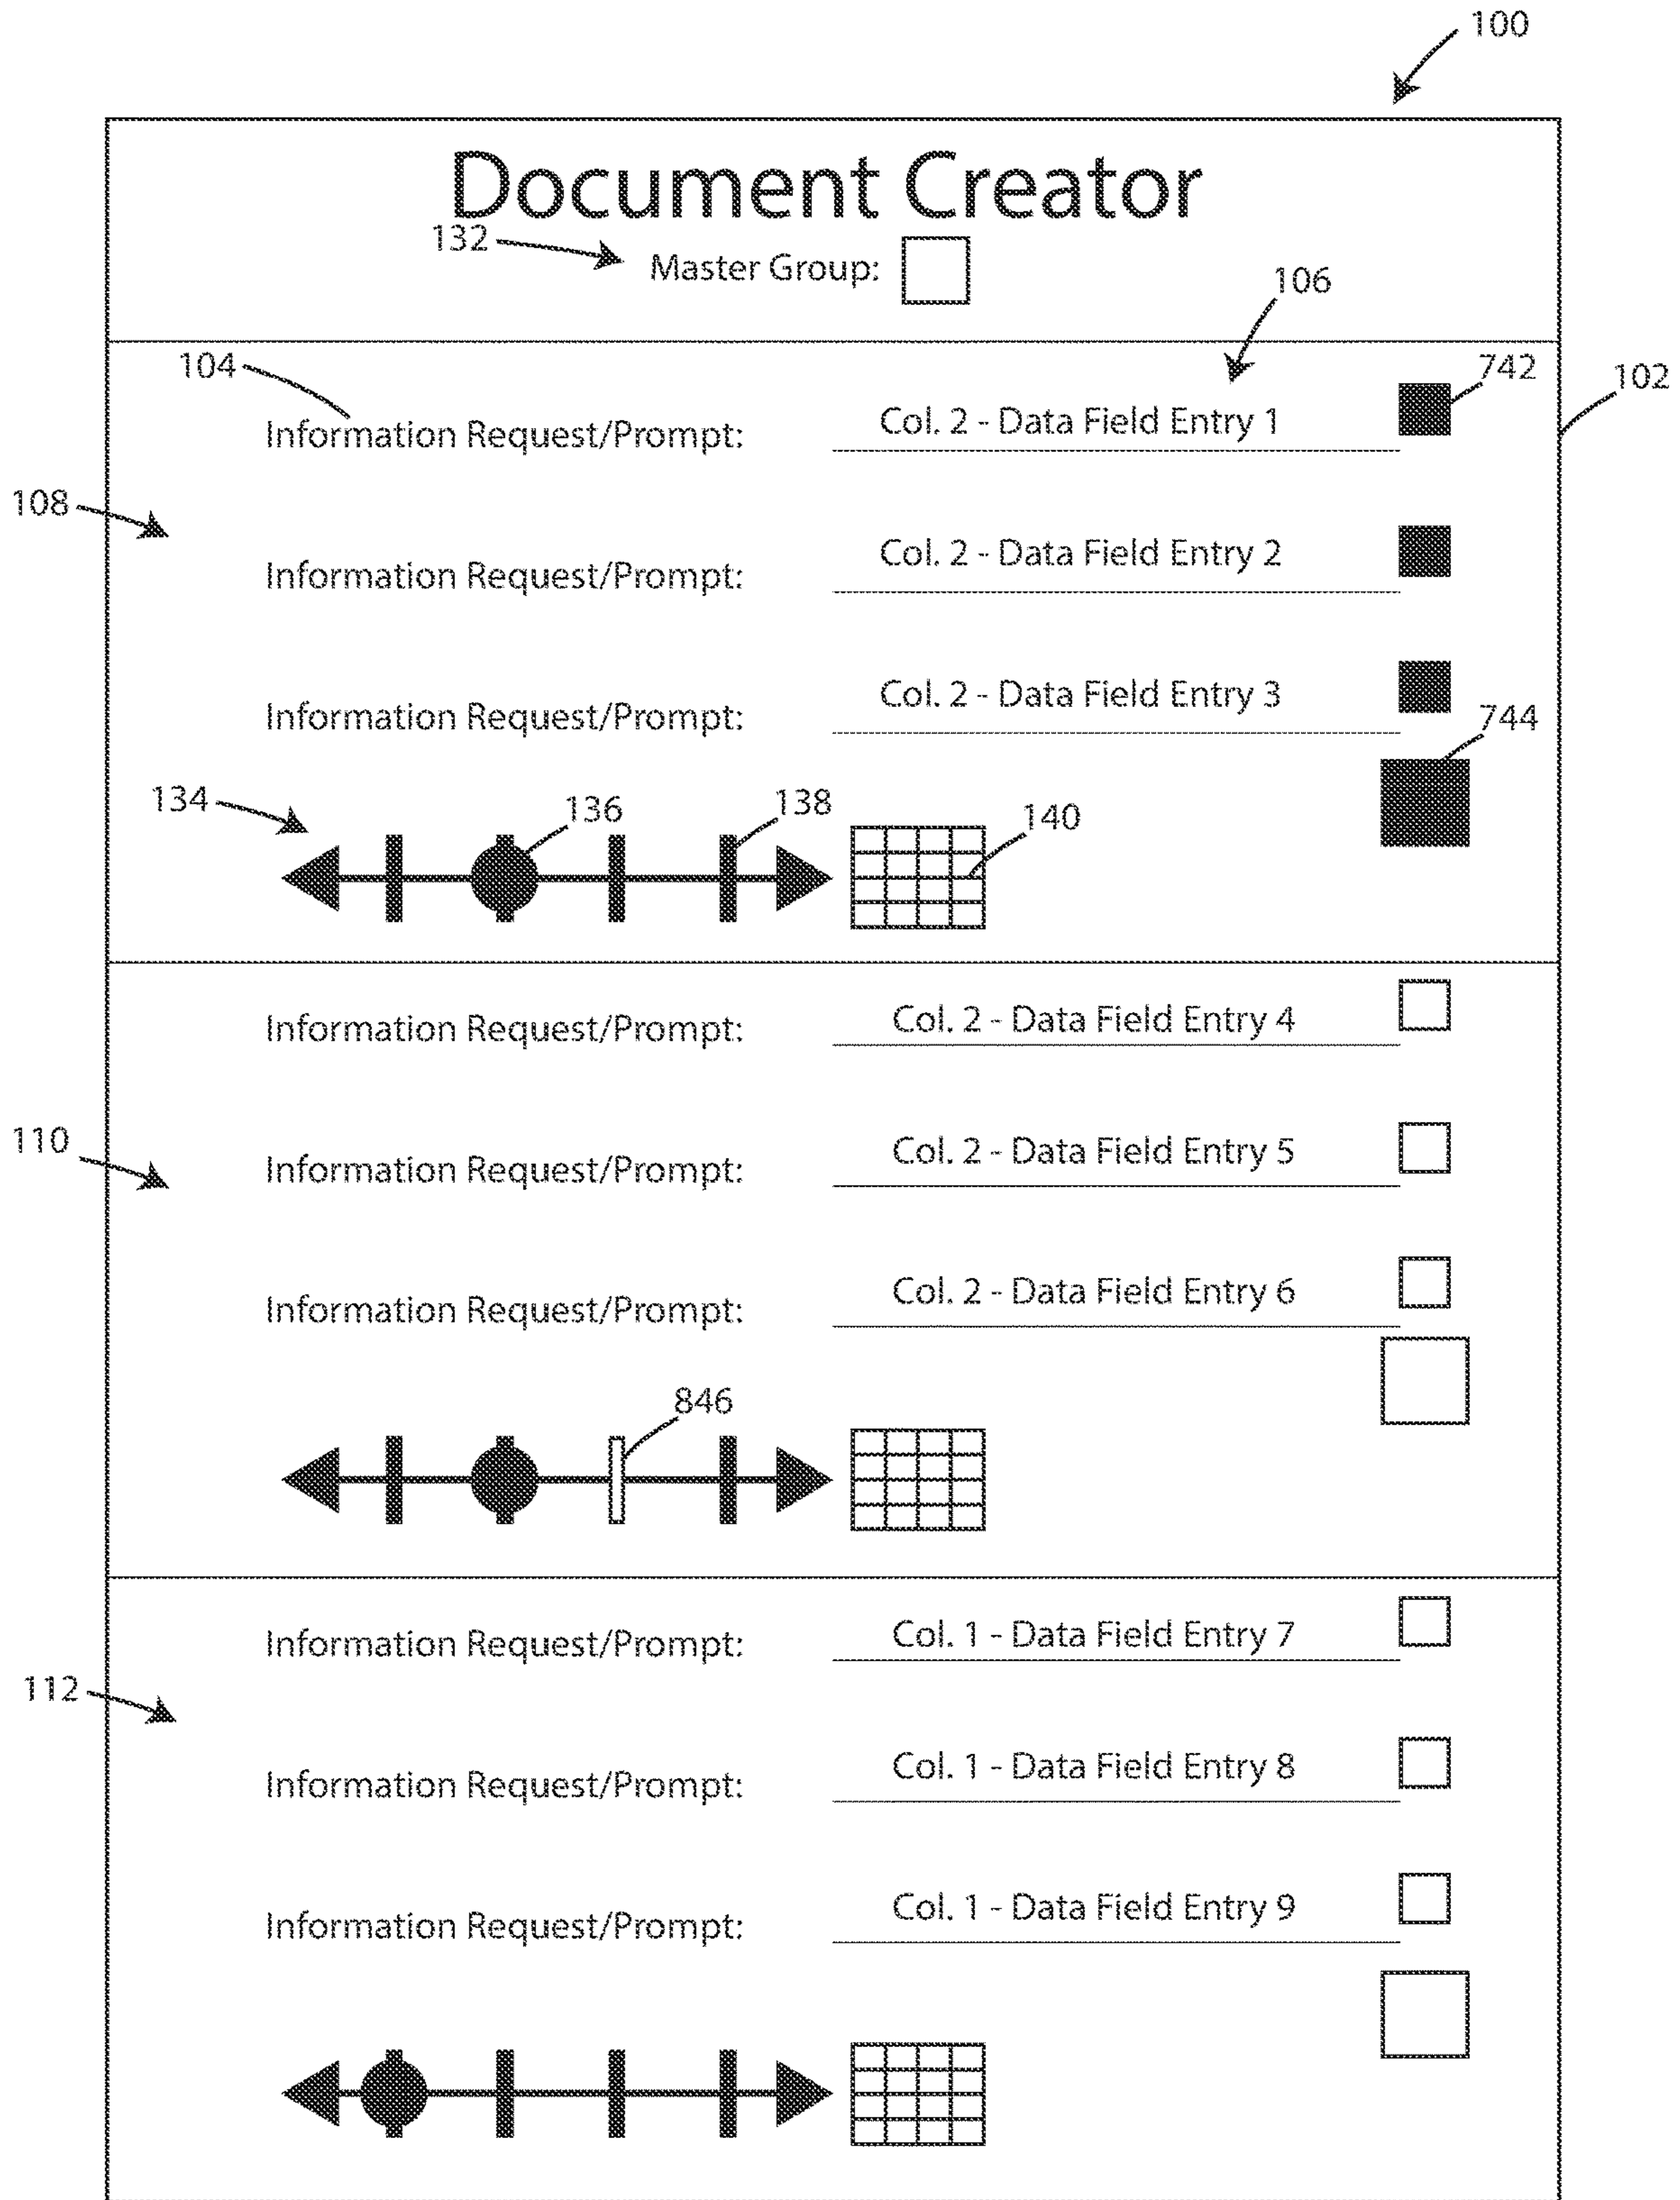 100
Document Creator
132
Master Group:
106
104
742
102
Information Request/Prompt: Col. 2 - Data Field Entry 1
108
Information Request/Prompt: Col. 2 - Data Field Entry 2
Information Request/Prompt: Col. 2 - Data Field Entry 3
744
134 136 138 140
Information Request/Prompt: Col. 2 - Data Field Entry 4
110
Information Request/Prompt: Col. 2 - Data Field Entry 5
Information Request/Prompt: Col. 2 - Data Field Entry 6
846
Information Request/Prompt: Col. 1 - Data Field Entry 7
112
Information Request/Prompt: Col. 1 - Data Field Entry 8
Information Request/Prompt: Col. 1 - Data Field Entry 9